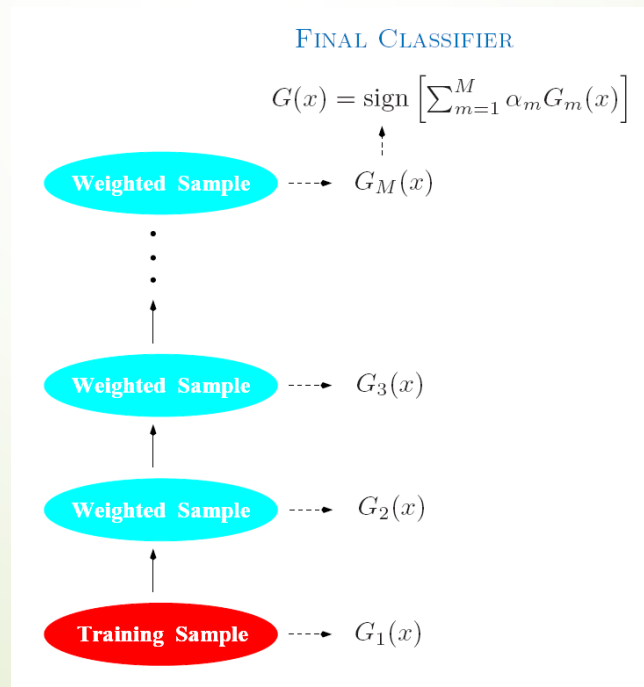 FINAL CLASSIFIER
G(x) = sign [∑_{m=1}^{M} α_m G_m(x)]
Weighted Sample G_M(x)
Weighted Sample G_3(x)
Weighted Sample G_2(x)
Training Sample G_1(x)